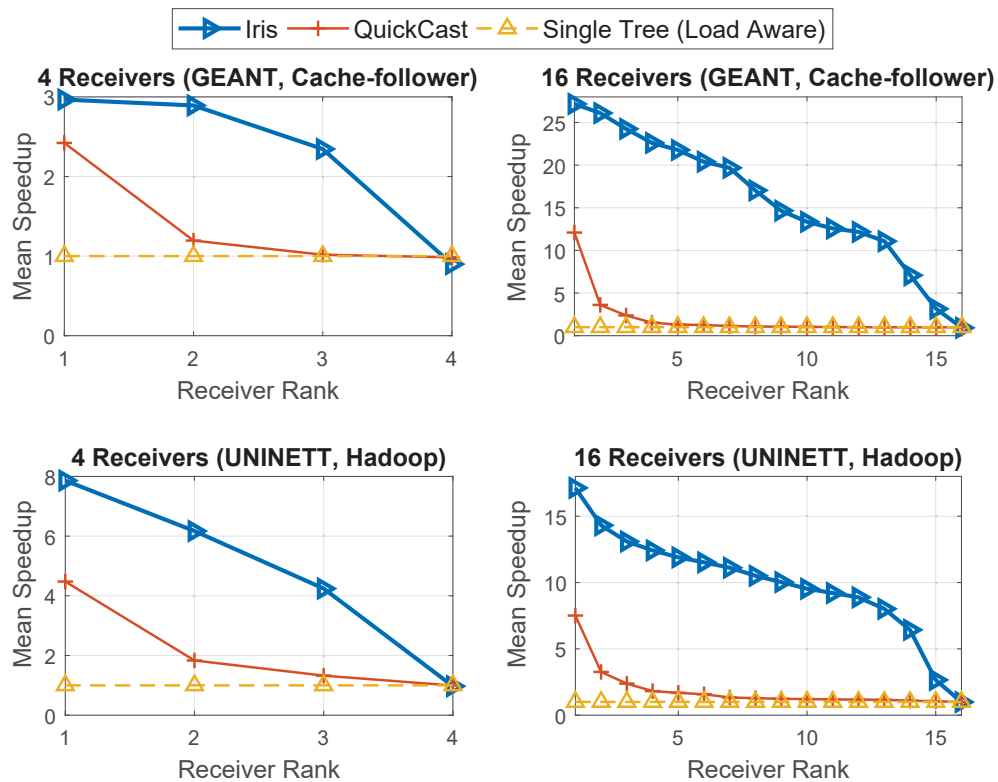 Iris QuickCast Single Tree (Load Aware)
4 Receivers (GEANT, Cache-follower)
3
2
1
0
Mean Speedup
1 2 3 4
Receiver Rank
16 Receivers (GEANT, Cache-follower)
25
20
15
10
5
0
Mean Speedup
5 10 15
Receiver Rank
4 Receivers (UNINETT, Hadoop)
8
6
4
2
0
Mean Speedup
1 2 3 4
Receiver Rank
16 Receivers (UNINETT, Hadoop)
15
10
5
0
Mean Speedup
5 10 15
Receiver Rank